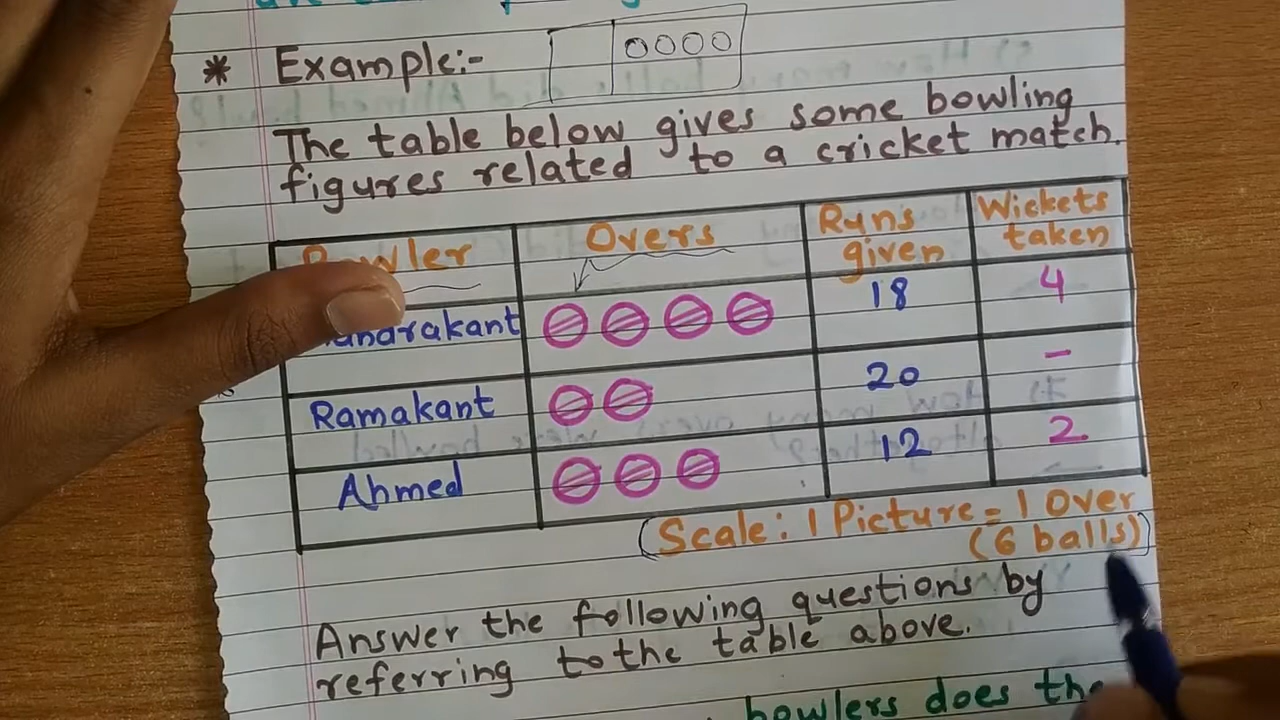 * Example:-
The table below gives some bowling
figures related to a cricket match.
Overs Runs given Wickets taken
18 4
Ramakant 20 -
Ahmed 12 2
(Scale: 1 Picture = 1 Over
(6 balls))
Answer the following questions by
referring to the table above.
bowlers does the